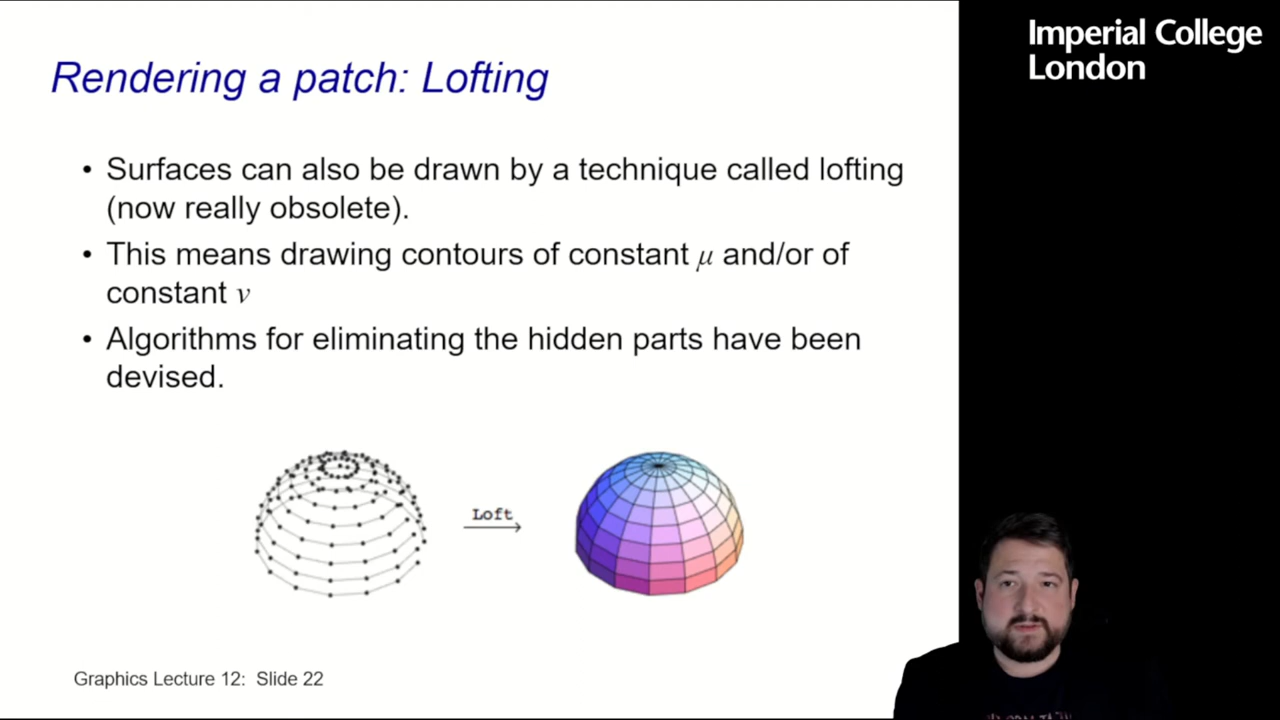 Imperial College
London
Rendering a patch: Lofting
• Surfaces can also be drawn by a technique called lofting
(now really obsolete).
• This means drawing contours of constant μ and/or of
constant ν
• Algorithms for eliminating the hidden parts have been
devised.
Loft
Graphics Lecture 12: Slide 22